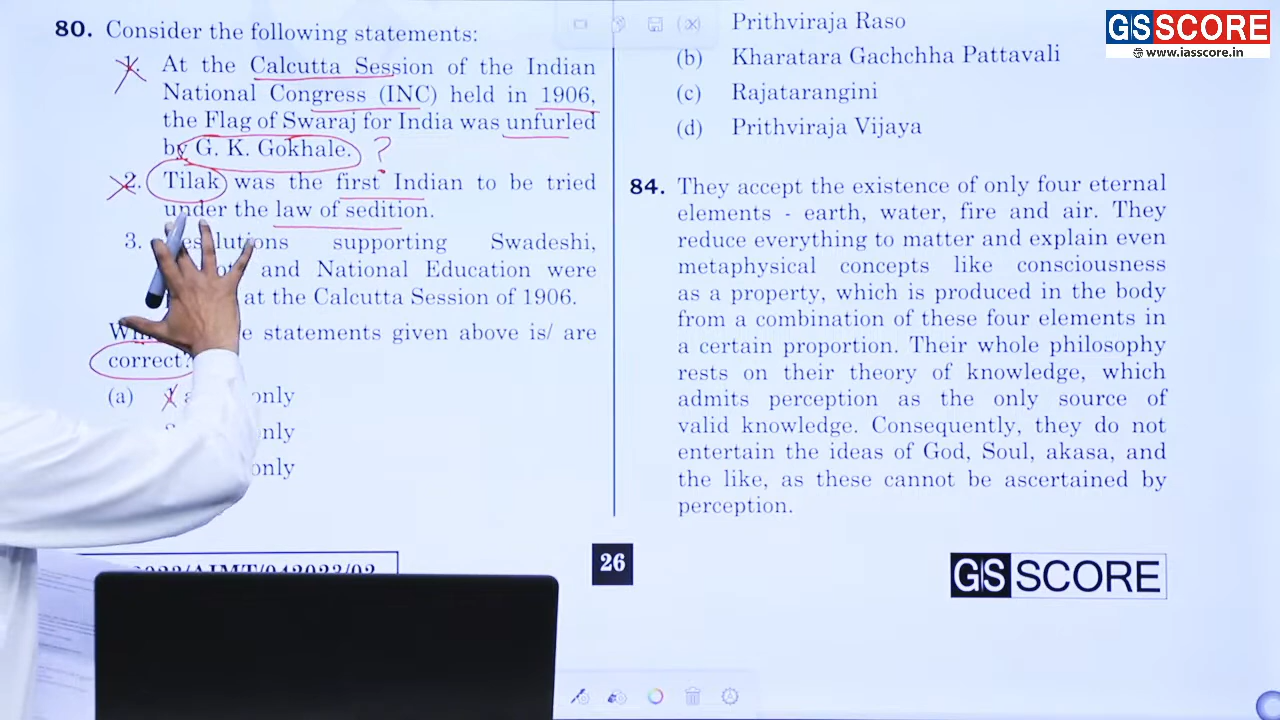 80. Consider the following statements:
1. At the Calcutta Session of the Indian
National Congress (INC) held in 1906,
the Flag of Swaraj for India was unfurled
by G. K. Gokhale. ?
2. Tilak was the first Indian to be tried
under the law of sedition.
3. supporting Swadeshi,
and National Education were
at the Calcutta Session of 1906.
statements given above is/ are
correct?
(a) 1 only
only
only
Prithviraja Raso
(b) Kharatara Gachchha Pattavali
(c) Rajatarangini
(d) Prithviraja Vijaya
84. They accept the existence of only four eternal
elements - earth, water, fire and air. They
reduce everything to matter and explain even
metaphysical concepts like consciousness
as a property, which is produced in the body
from a combination of these four elements in
a certain proportion. Their whole philosophy
rests on their theory of knowledge, which
admits perception as the only source of
valid knowledge. Consequently, they do not
entertain the ideas of God, Soul, akasa, and
the like, as these cannot be ascertained by
perception.
26
GS SCORE
GSSCORE
www.iasscore.in